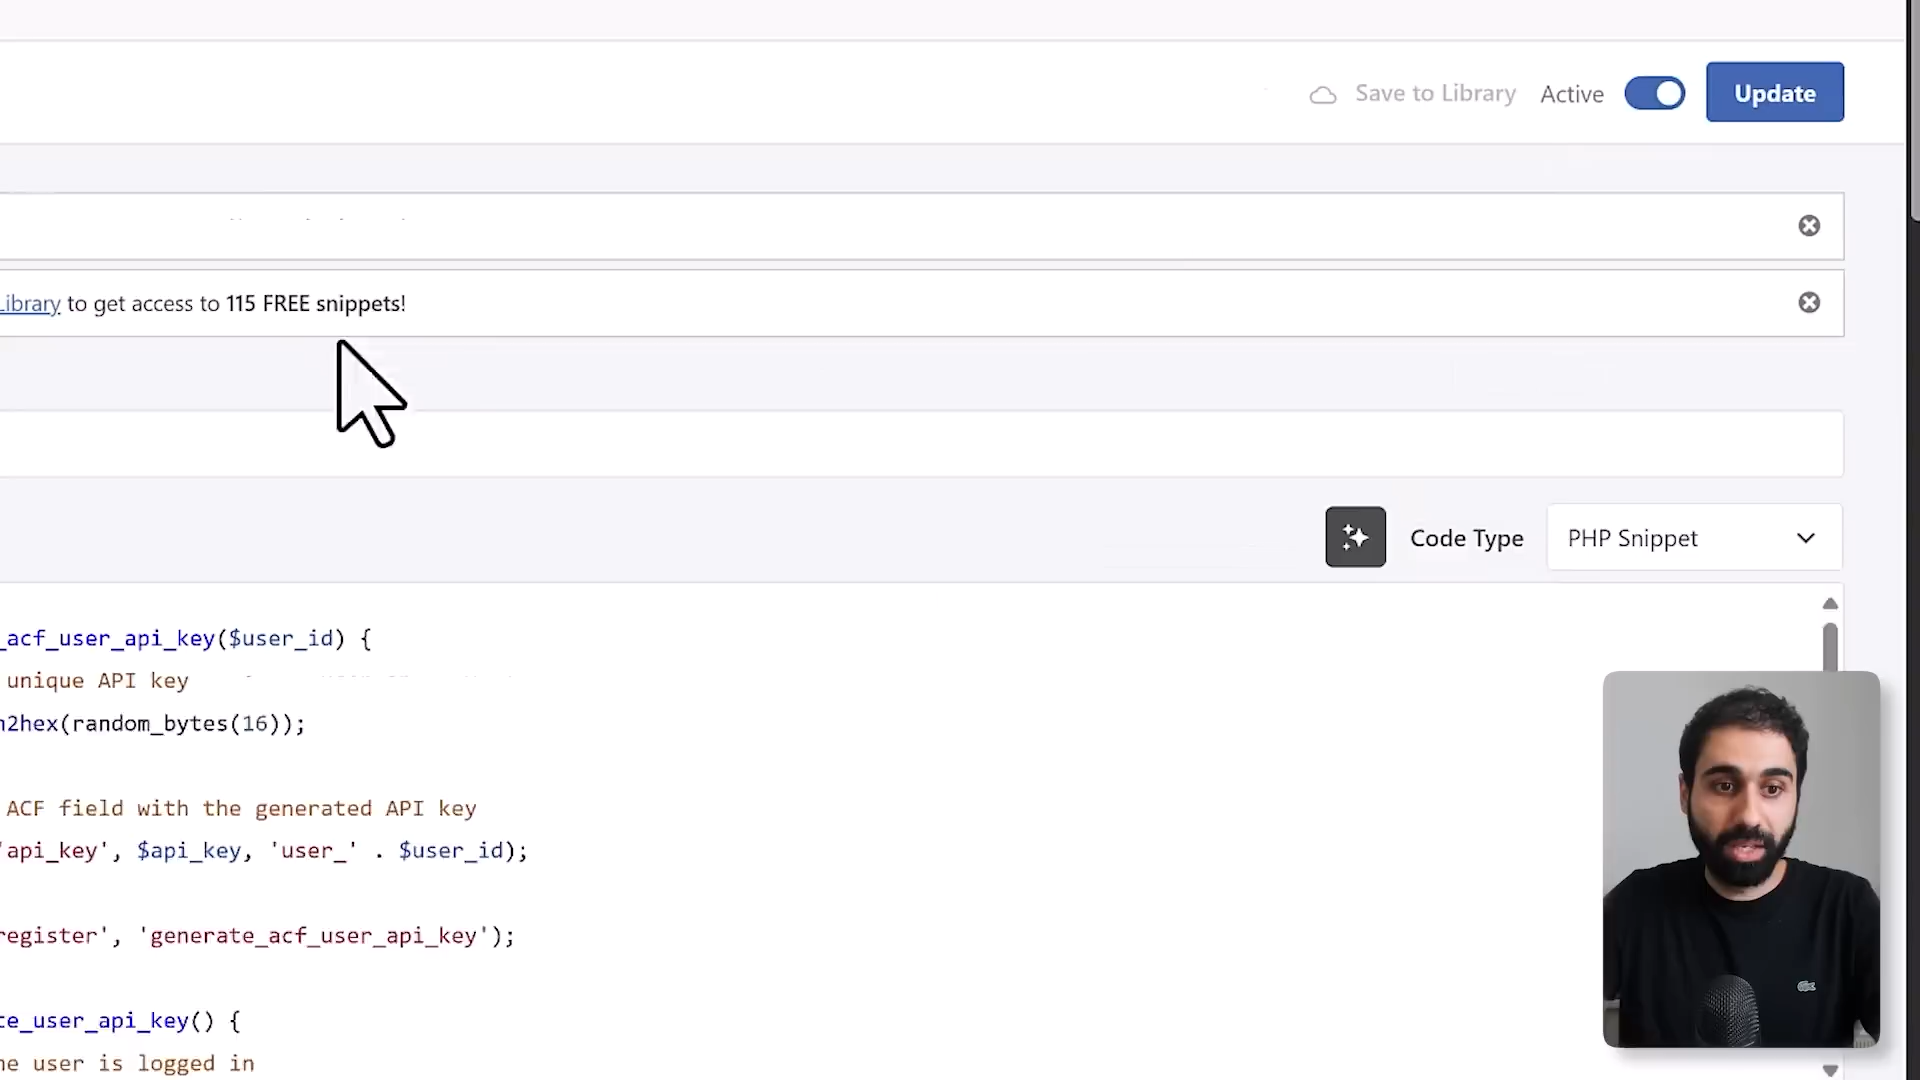 Save to Library Active Update
Library to get access to 115 FREE snippets!
Code Type PHP Snippet
_acf_user_api_key($user_id) {
unique API key
n2hex(random_bytes(16));
ACF field with the generated API key
'api_key', $api_key, 'user_' . $user_id);
register', 'generate_acf_user_api_key');
te_user_api_key() {
he user is logged in